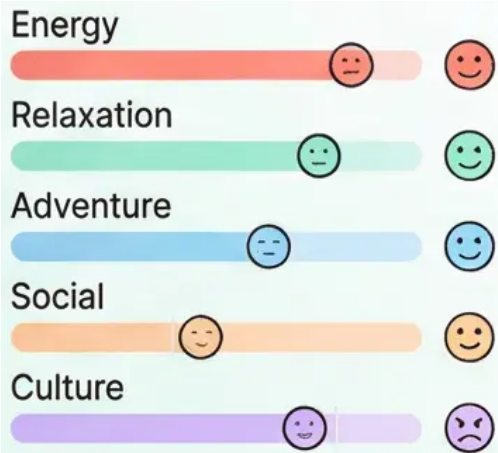 Energy
Relaxation
Adventure
Social
Culture